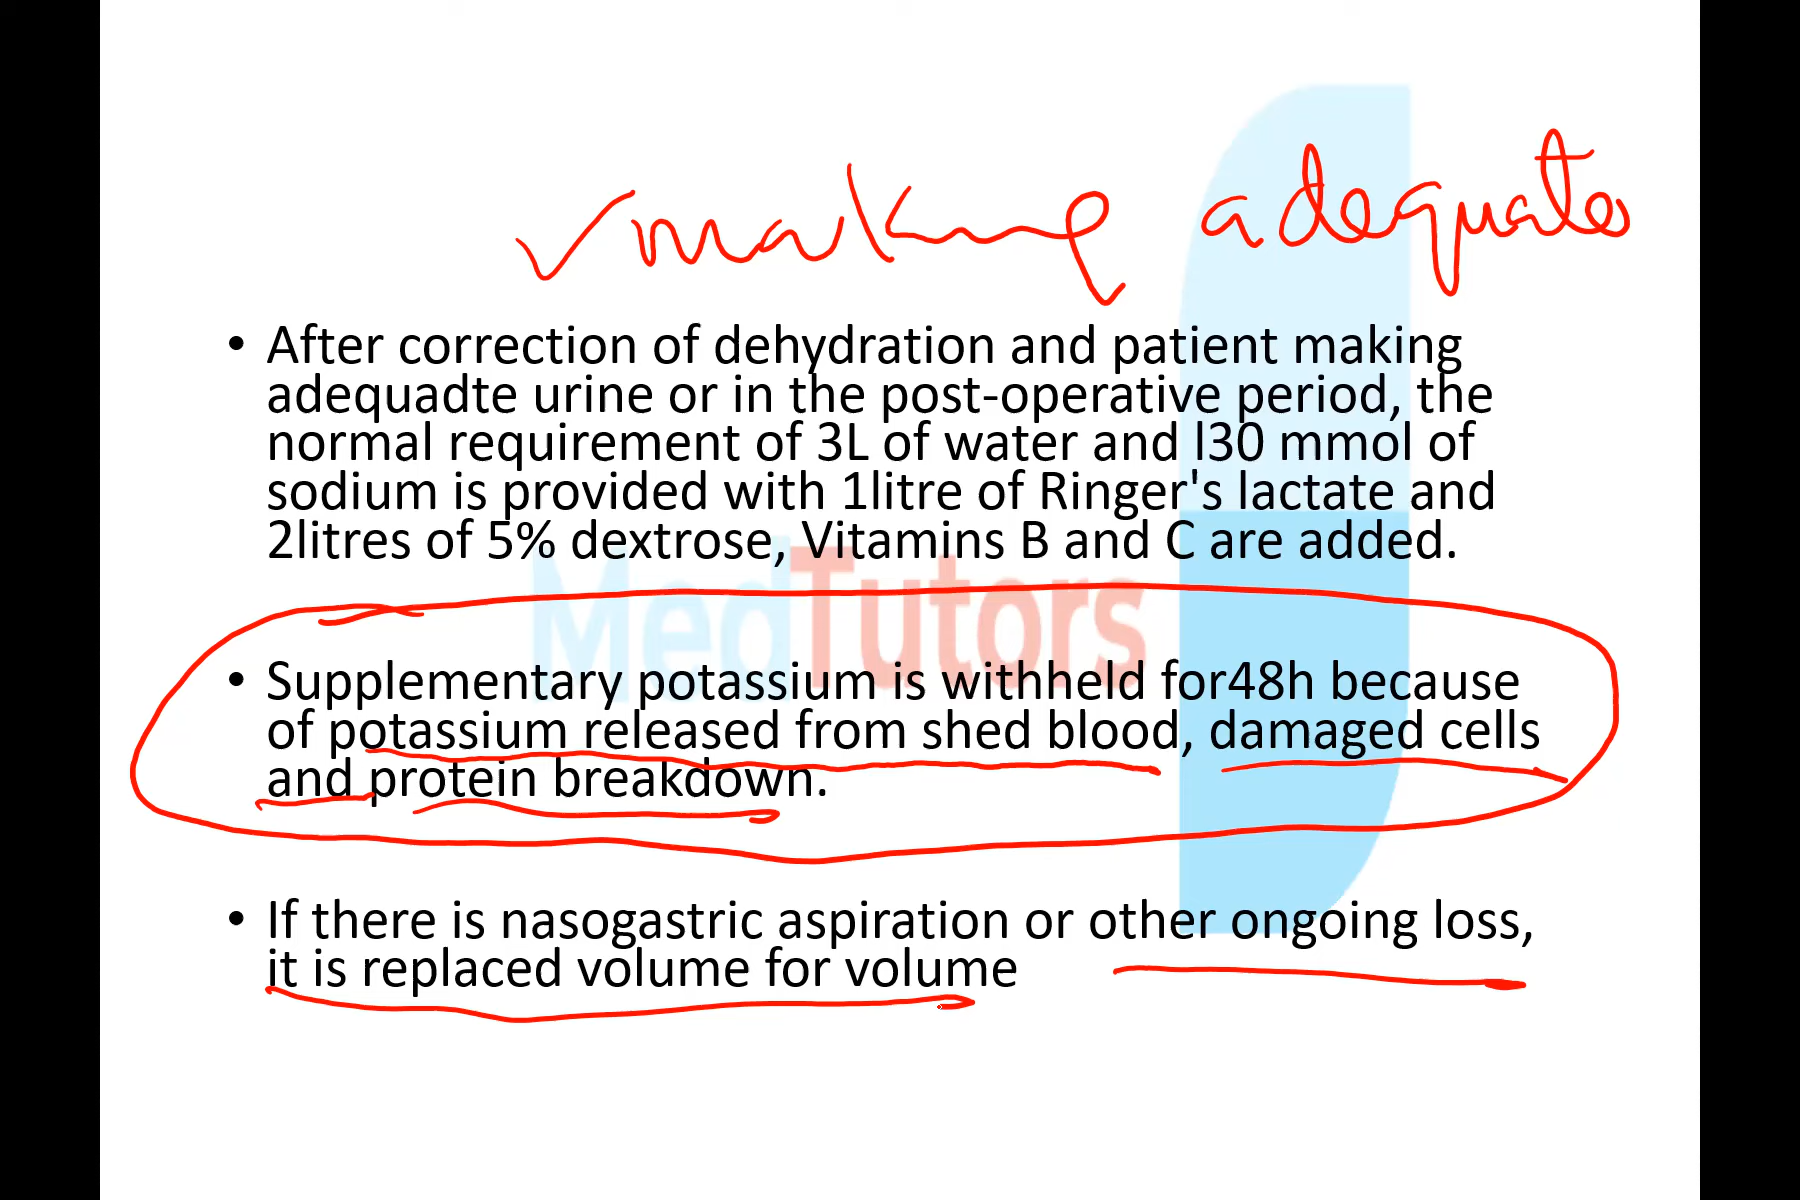 making adequate
• After correction of dehydration and patient making
adequadte urine or in the post-operative period, the
normal requirement of 3L of water and l30 mmol of
sodium is provided with 1litre of Ringer's lactate and
2litres of 5% dextrose, Vitamins B and C are added.
MedTutors
• Supplementary potassium is withheld for48h because
of potassium released from shed blood, damaged cells
and protein breakdown.
• If there is nasogastric aspiration or other ongoing loss,
it is replaced volume for volume